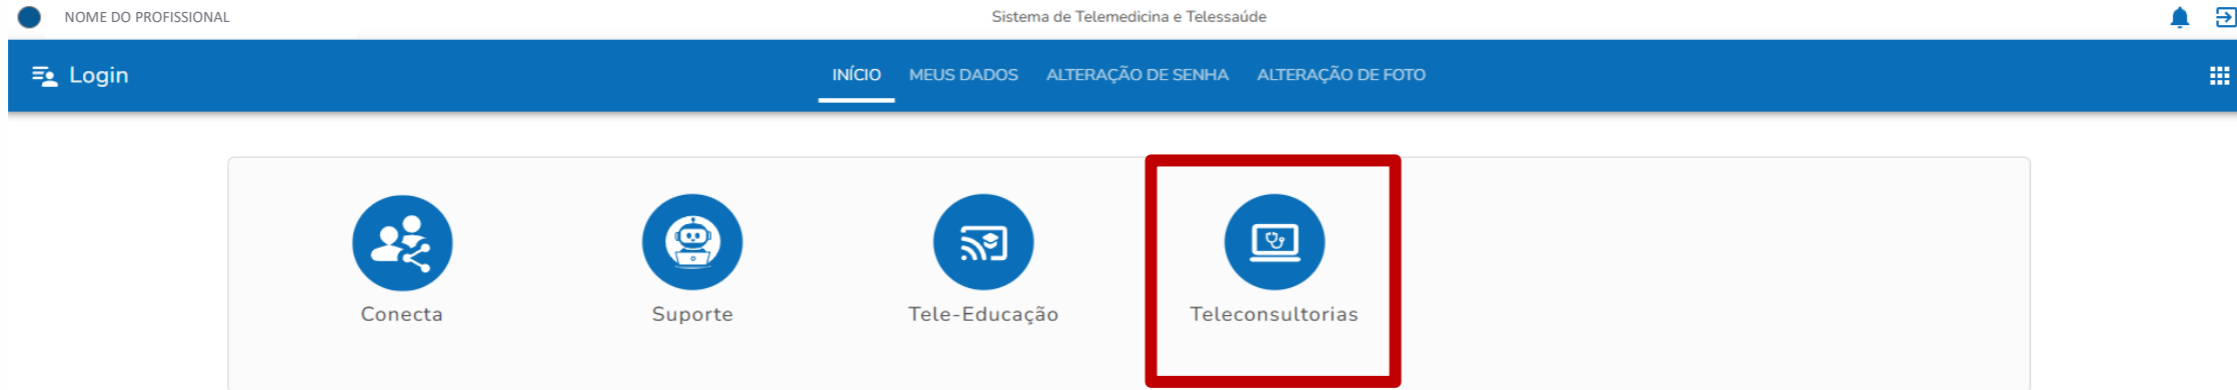 NOME DO PROFISSIONAL
Sistema de Telemedicina e Telessaúde
Login
INÍCIO MEUS DADOS ALTERAÇÃO DE SENHA ALTERAÇÃO DE FOTO
Conecta
Suporte
Tele-Educação
Teleconsultorias